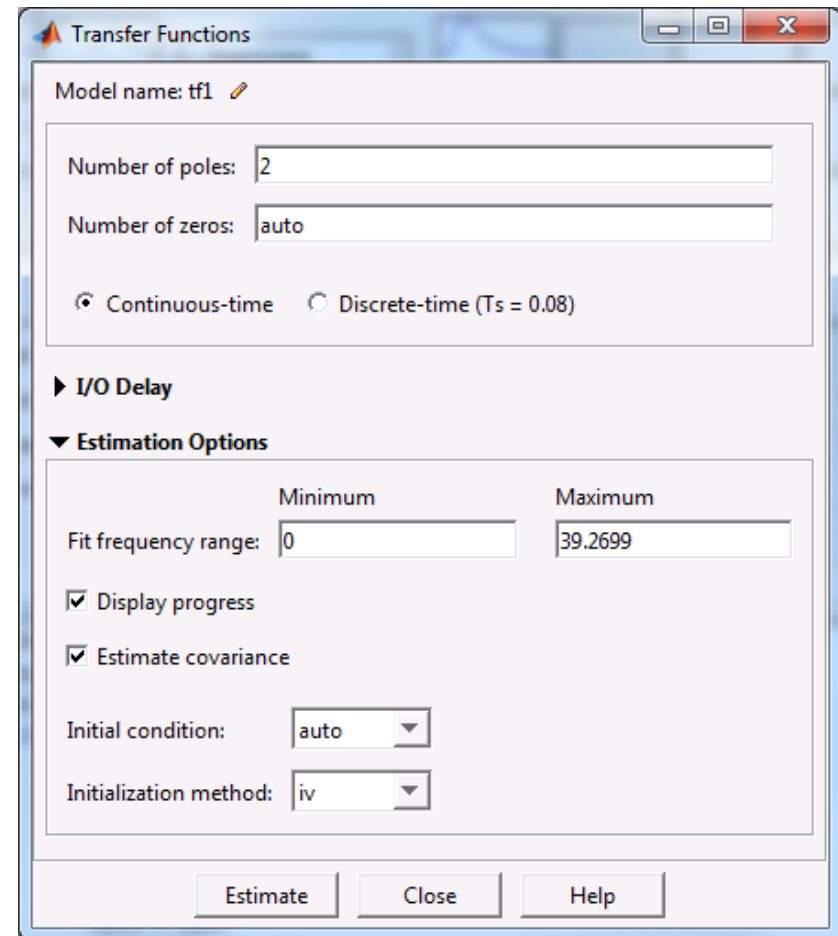 Transfer Functions
Model name: tf1
Number of poles: 2
Number of zeros: auto
Continuous-time Discrete-time (Ts = 0.08)
I/O Delay
Estimation Options
Minimum Maximum
Fit frequency range: 0 39.2699
Display progress
Estimate covariance
Initial condition: auto
Initialization method: iv
Estimate Close Help